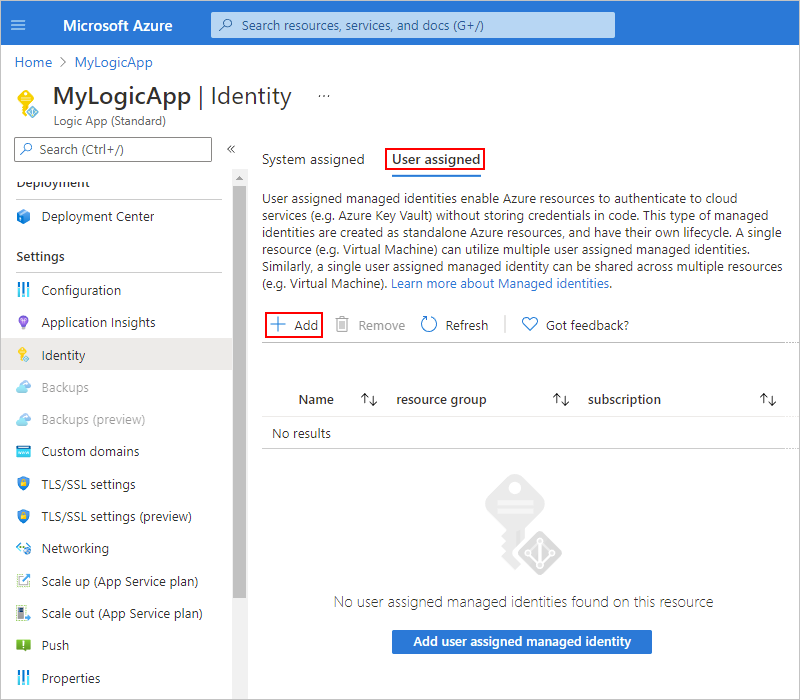 Microsoft Azure
Search resources, services, and docs (G+/)
Home > MyLogicApp
MyLogicApp | Identity ...
Logic App (Standard)
Search (Ctrl+/)
«
Deployment
Deployment Center
Settings
Configuration
Application Insights
Identity
Backups
Backups (preview)
Custom domains
TLS/SSL settings
TLS/SSL settings (preview)
Networking
Scale up (App Service plan)
Scale out (App Service plan)
Push
Properties
System assigned
User assigned
User assigned managed identities enable Azure resources to authenticate to cloud
services (e.g. Azure Key Vault) without storing credentials in code. This type of managed
identities are created as standalone Azure resources, and have their own lifecycle. A single
resource (e.g. Virtual Machine) can utilize multiple user assigned managed identities.
Similarly, a single user assigned managed identity can be shared across multiple resources
(e.g. Virtual Machine). Learn more about Managed identities.
Add Remove Refresh Got feedback?
Name resource group subscription
No results
No user assigned managed identities found on this resource
Add user assigned managed identity